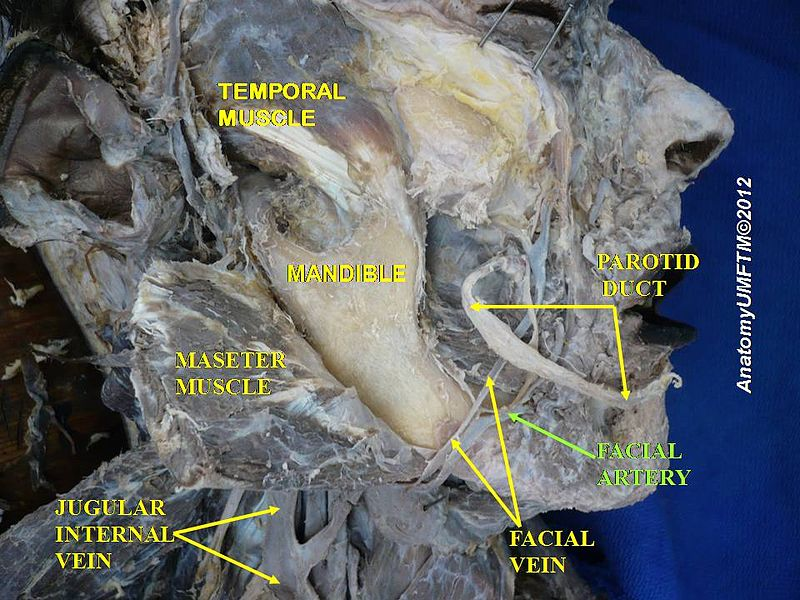 TEMPORAL
MUSCLE
MANDIBLE
PAROTID
DUCT
MASETER
MUSCLE
FACIAL
ARTERY
JUGULAR
INTERNAL
VEIN
FACIAL
VEIN
AnatomyUMFTM©2012